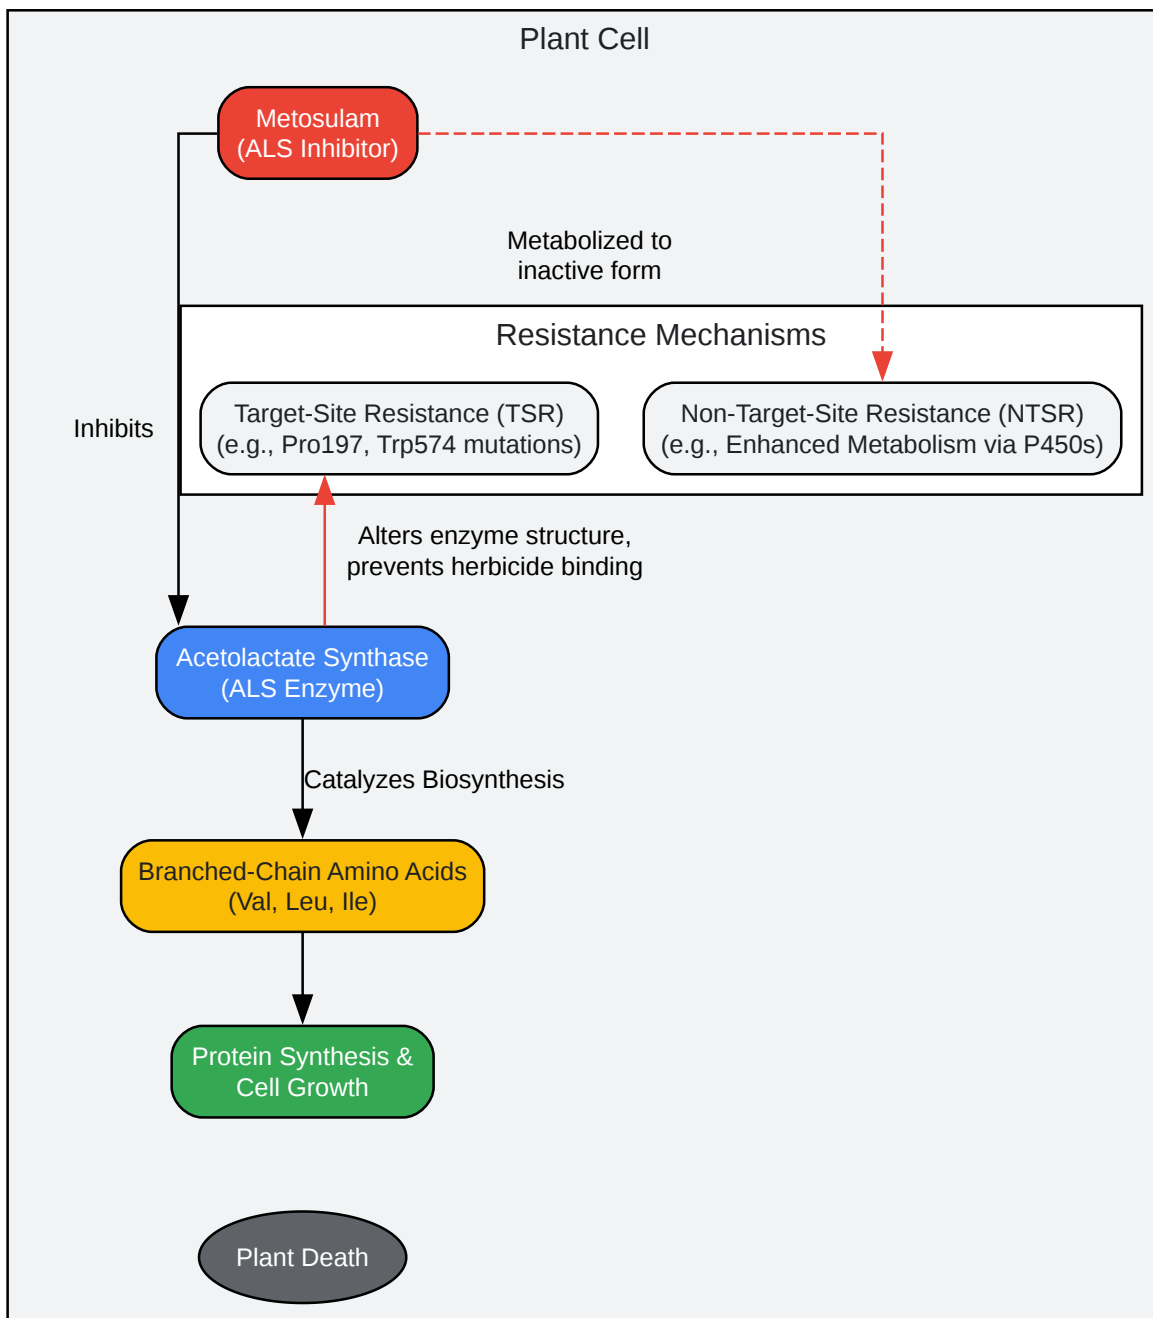 Plant Cell
Metosulam
(ALS Inhibitor)
Metabolized to
inactive form
Resistance Mechanisms
Target-Site Resistance (TSR)
(e.g., Pro197, Trp574 mutations)
Non-Target-Site Resistance (NTSR)
(e.g., Enhanced Metabolism via P450s)
Inhibits
Alters enzyme structure,
prevents herbicide binding
Acetolactate Synthase
(ALS Enzyme)
Catalyzes Biosynthesis
Branched-Chain Amino Acids
(Val, Leu, Ile)
Protein Synthesis &
Cell Growth
Plant Death